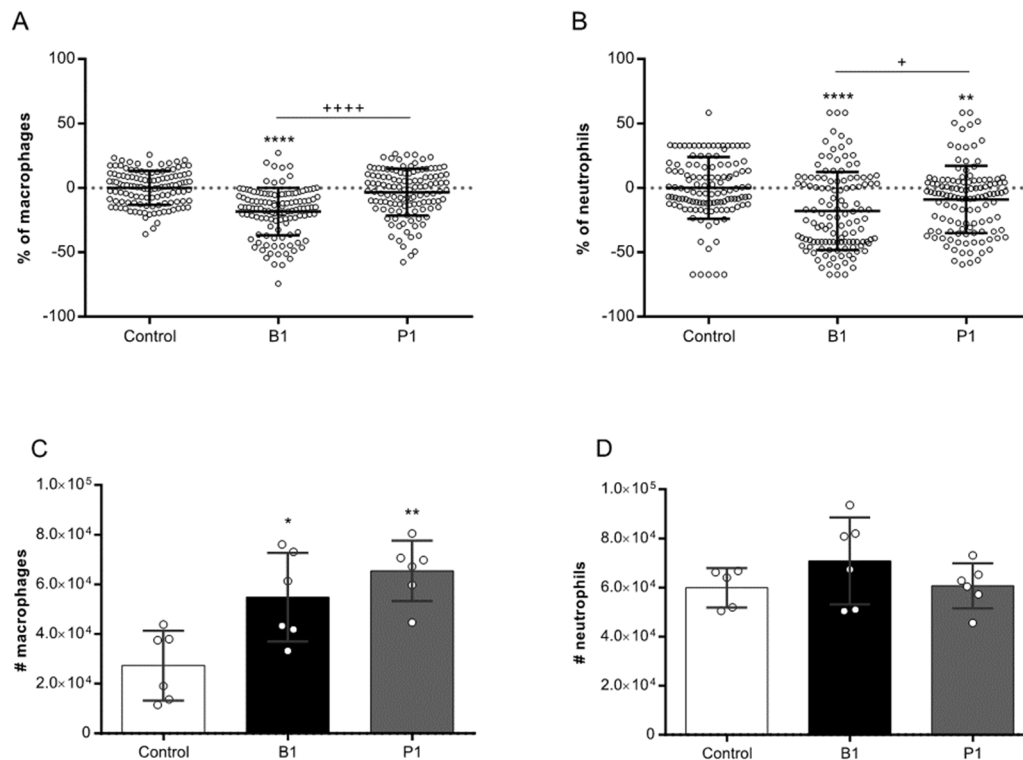 A
% of macrophages
100
50
0
-50
-100
****
++++
Control B1 P1
B
% of neutrophils
100
50
0
-50
-100
****
+
**
Control B1 P1
C
# macrophages
1.0×10⁵
8.0×10⁴
6.0×10⁴
4.0×10⁴
2.0×10⁴
0
*
**
Control B1 P1
D
# neutrophils
1.0×10⁵
8.0×10⁴
6.0×10⁴
4.0×10⁴
2.0×10⁴
0
Control B1 P1